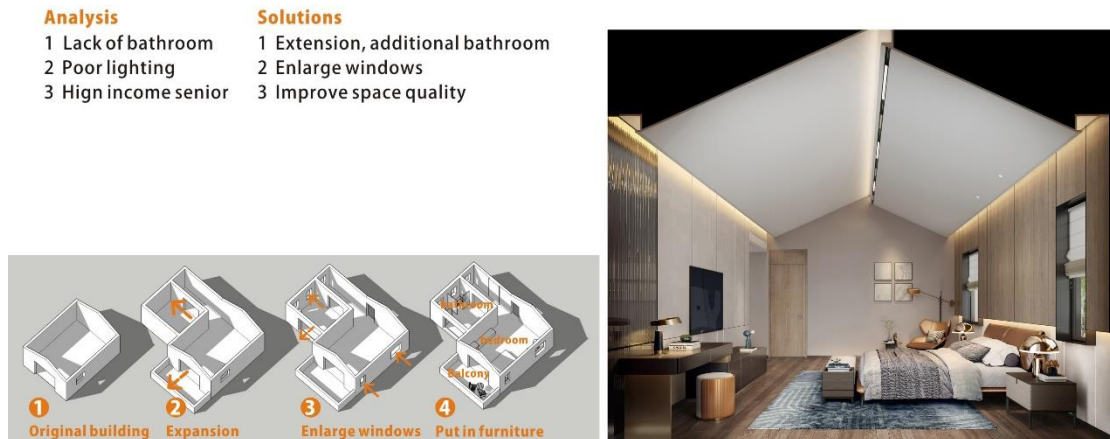 Analysis
1 Lack of bathroom
2 Poor lighting
3 Hign income senior
Solutions
1 Extension, additional bathroom
2 Enlarge windows
3 Improve space quality
bathroom
bedroom
Balcony
1
Original building
2
Expansion
3
Enlarge windows
4
Put in furniture